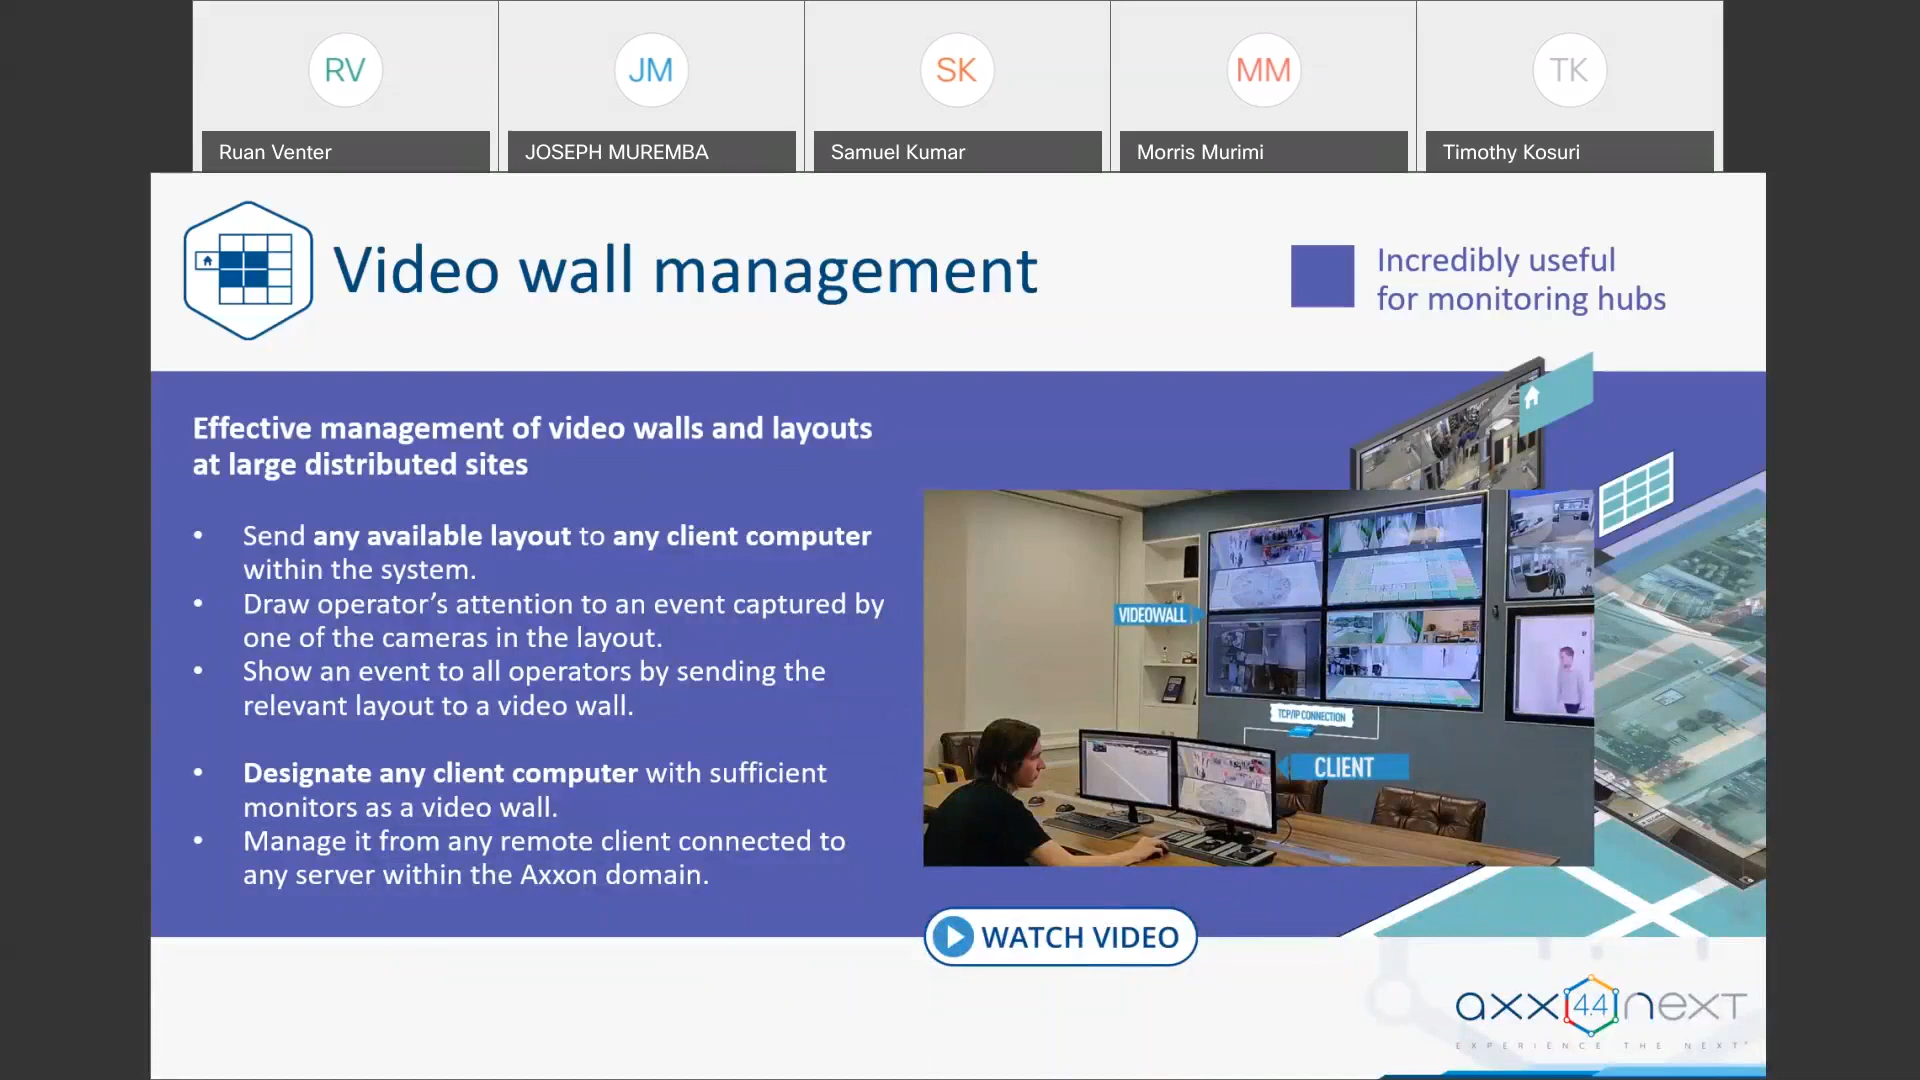 RV
JM
SK
MM
TK
Ruan Venter
JOSEPH MUREMBA
Samuel Kumar
Morris Murimi
Timothy Kosuri
Video wall management
Incredibly useful
for monitoring hubs
Effective management of video walls and layouts
at large distributed sites
• Send any available layout to any client computer
within the system.
• Draw operator’s attention to an event captured by
one of the cameras in the layout.
• Show an event to all operators by sending the
relevant layout to a video wall.
• Designate any client computer with sufficient
monitors as a video wall.
• Manage it from any remote client connected to
any server within the Axxon domain.
VIDEOWALL
TCP/IP CONNECTION
CLIENT
WATCH VIDEO
axx 4.4 next
EXPERIENCE THE NEXT